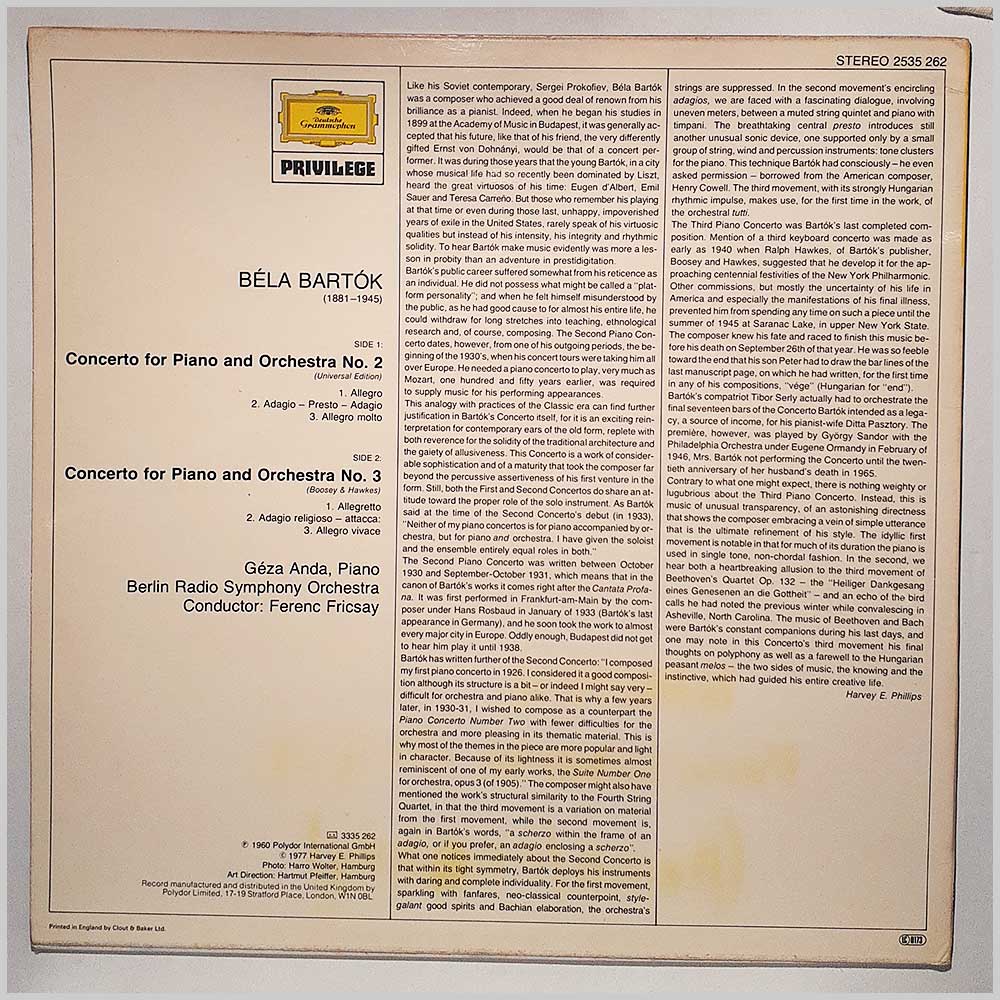 STEREO 2535 262
Deutsche
Grammophon
PRIVILEGE
BÉLA BARTÓK
(1881–1945)
SIDE 1:
Concerto for Piano and Orchestra No. 2
(Universal Edition)
1. Allegro
2. Adagio – Presto – Adagio
3. Allegro molto
SIDE 2:
Concerto for Piano and Orchestra No. 3
(Boosey & Hawkes)
1. Allegretto
2. Adagio religioso – attacca:
3. Allegro vivace
Géza Anda, Piano
Berlin Radio Symphony Orchestra
Conductor: Ferenc Fricsay
3335 262
℗ 1960 Polydor International GmbH
© 1977 Harvey E. Phillips
Photo: Harro Wolter, Hamburg
Art Direction: Hartmut Pfeiffer, Hamburg
Record manufactured and distributed in the United Kingdom by
Polydor Limited, 17-19 Stratford Place, London, W1N 0BL
Printed in England by Clout & Baker Ltd.
Like his Soviet contemporary, Sergei Prokofiev, Béla Bartók
was a composer who achieved a good deal of renown from his
brilliance as a pianist. Indeed, when he began his studies in
1899 at the Academy of Music in Budapest, it was generally ac-
cepted that his future, like that of his friend, the very differently
gifted Ernst von Dohnányi, would be that of a concert per-
former. It was during those years that the young Bartók, in a city
whose musical life had so recently been dominated by Liszt,
heard the great virtuosos of his time: Eugen d'Albert, Emil
Sauer and Teresa Carreño. But those who remember his playing
at that time or even during those last, unhappy, impoverished
years of exile in the United States, rarely speak of his virtuosic
qualities but instead of his intensity, his integrity and rhythmic
solidity. To hear Bartók make music evidently was more a les-
son in probity than an adventure in prestidigitation.
Bartók's public career suffered somewhat from his reticence as
an individual. He did not possess what might be called a "plat-
form personality"; and when he felt himself misunderstood by
the public, as he had good cause to for almost his entire life, he
could withdraw for long stretches into teaching, ethnological
research and, of course, composing. The Second Piano Con-
certo dates, however, from one of his outgoing periods, the be-
ginning of the 1930's, when his concert tours were taking him all
over Europe. He needed a piano concerto to play, very much as
Mozart, one hundred and fifty years earlier, was required
to supply music for his performing appearances.
This analogy with practices of the Classic era can find further
justification in Bartók's Concerto itself, for it is an exciting rein-
terpretation for contemporary ears of the old form, replete with
both reverence for the solidity of the traditional architecture and
the gaiety of allusiveness. This Concerto is a work of consider-
able sophistication and of a maturity that took the composer far
beyond the percussive assertiveness of his first venture in the
form. Still, both the First and Second Concertos do share an at-
titude toward the proper role of the solo instrument. As Bartók
said at the time of the Second Concerto's debut (in 1933),
"Neither of my piano concertos is for piano accompanied by or-
chestra, but for piano and orchestra. I have given the soloist
and the ensemble entirely equal roles in both."
The Second Piano Concerto was written between October
1930 and September-October 1931, which means that in the
canon of Bartók's works it comes right after the Cantata Profa-
na. It was first performed in Frankfurt-am-Main by the com-
poser under Hans Rosbaud in January of 1933 (Bartók's last
appearance in Germany), and he soon took the work to almost
every major city in Europe. Oddly enough, Budapest did not get
to hear him play it until 1938.
Bartók has written further of the Second Concerto: "I composed
my first piano concerto in 1926. I considered it a good composi-
tion although its structure is a bit – or indeed I might say very –
difficult for orchestra and piano alike. That is why a few years
later, in 1930-31, I wished to compose as a counterpart the
Piano Concerto Number Two with fewer difficulties for the
orchestra and more pleasing in its thematic material. This is
why most of the themes in the piece are more popular and light
in character. Because of its lightness it is sometimes almost
reminiscent of one of my early works, the Suite Number One
for orchestra, opus 3 (of 1905)." The composer might also have
mentioned the work's structural similarity to the Fourth String
Quartet, in that the third movement is a variation on material
from the first movement, while the second movement is,
again in Bartók's words, "a scherzo within the frame of an
adagio, or if you prefer, an adagio enclosing a scherzo".
What one notices immediately about the Second Concerto is
that within its tight symmetry, Bartók deploys his instruments
with daring and complete individuality. For the first movement,
sparkling with fanfares, neo-classical counterpoint, style-
galant good spirits and Bachian elaboration, the orchestra's
strings are suppressed. In the second movement's encircling
adagios, we are faced with a fascinating dialogue, involving
uneven meters, between a muted string quintet and piano with
timpani. The breathtaking central presto introduces still
another unusual sonic device, one supported only by a small
group of string, wind and percussion instruments: tone clusters
for the piano. This technique Bartók had consciously – he even
asked permission – borrowed from the American composer,
Henry Cowell. The third movement, with its strongly Hungarian
rhythmic impulse, makes use, for the first time in the work, of
the orchestral tutti.
The Third Piano Concerto was Bartók's last completed com-
position. Mention of a third keyboard concerto was made as
early as 1940 when Ralph Hawkes, of Bartók's publisher,
Boosey and Hawkes, suggested that he develop it for the ap-
proaching centennial festivities of the New York Philharmonic.
Other commissions, but mostly the uncertainty of his life in
America and especially the manifestations of his final illness,
prevented him from spending any time on such a piece until the
summer of 1945 at Saranac Lake, in upper New York State.
The composer knew his fate and raced to finish this music be-
fore his death on September 26th of that year. He was so feeble
toward the end that his son Peter had to draw the bar lines of the
last manuscript page, on which he had written, for the first time
in any of his compositions, "vége" (Hungarian for "end").
Bartók's compatriot Tibor Serly actually had to orchestrate the
final seventeen bars of the Concerto Bartók intended as a lega-
cy, a source of income, for his pianist-wife Ditta Pasztory. The
première, however, was played by György Sandor with the
Philadelphia Orchestra under Eugene Ormandy in February of
1946, Mrs. Bartók not performing the Concerto until the twen-
tieth anniversary of her husband's death in 1965.
Contrary to what one might expect, there is nothing weighty or
lugubrious about the Third Piano Concerto. Instead, this is
music of unusual transparency, of an astonishing directness
that shows the composer embracing a vein of simple utterance
that is the ultimate refinement of his style. The idyllic first
movement is notable in that for much of its duration the piano is
used in single tone, non-chordal fashion. In the second, we
hear both a heartbreaking allusion to the third movement of
Beethoven's Quartet Op. 132 – the "Heiliger Dankgesang
eines Genesenen an die Gottheit" – and an echo of the bird
calls he had noted the previous winter while convalescing in
Asheville, North Carolina. The music of Beethoven and Bach
were Bartók's constant companions during his last days, and
one may note in this Concerto's third movement his final
thoughts on polyphony as well as a farewell to the Hungarian
peasant melos – the two sides of music, the knowing and the
instinctive, which had guided his entire creative life.
Harvey E. Phillips
LC 0173